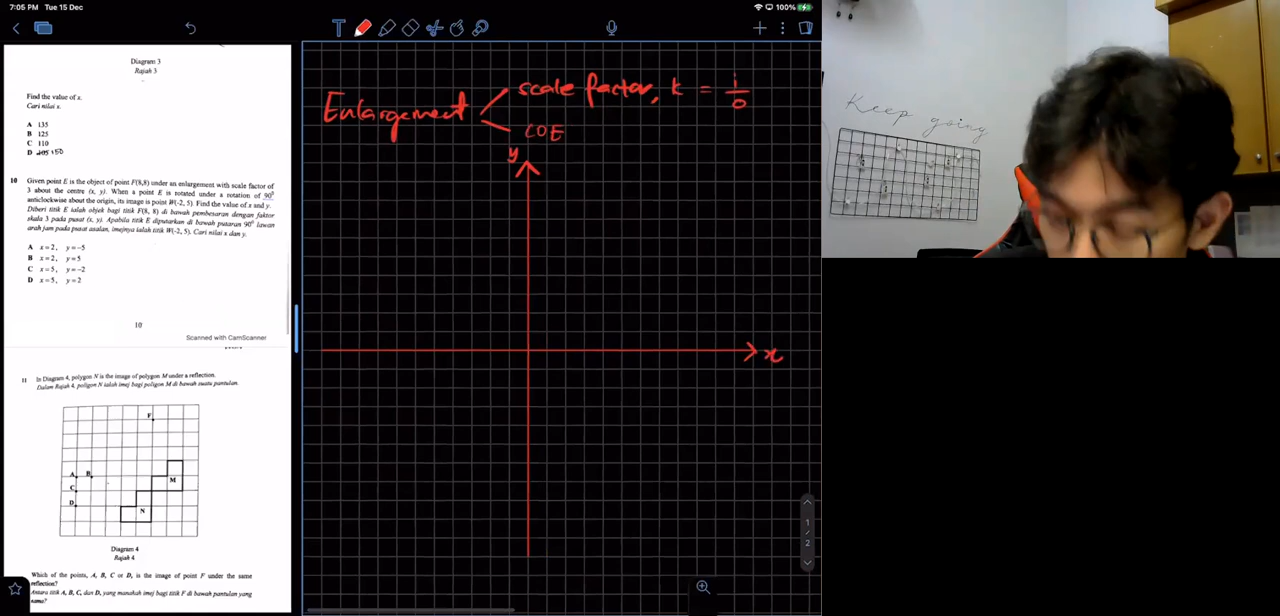 7:05 PM Tue 15 Dec
100%
Diagram 3
Rajah 3
Find the value of x.
Cari nilai x.
A 135
B 125
C 110
D 150
10 Given point E is the object of point F(8,8) under an enlargement with scale factor of
3 about the centre (x, y). When a point E is rotated under a rotation of 90°
anticlockwise about the origin, its image is point W(-2, 5). Find the value of x and y.
Diberi titik E ialah objek bagi titik F(8, 8) di bawah pembesaran dengan faktor
skala 3 pada pusat (x, y). Apabila titik E diputarkan di bawah putaran 90° lawan
arah jam pada pusat asalan, imejnya ialah titik W(-2, 5). Cari nilai x dan y.
A x=2, y=-5
B x=2, y=5
C x=5, y=-2
D x=5, y=2
10
Scanned with CamScanner
11 In Diagram 4, polygon N is the image of polygon M under a reflection.
Dalam Rajah 4, poligon N ialah imej bagi poligon M di bawah suatu pantulan.
F
A B
M
C
D
N
Diagram 4
Rajah 4
Which of the points, A, B, C or D, is the image of point F under the same
reflection?
Antara titik A, B, C, dan D, yang manakah imej bagi titik F di bawah pantulan yang
sama?
Enlargement
scale factor, k = i/o
COE
y
x
1
/
2
Keep going